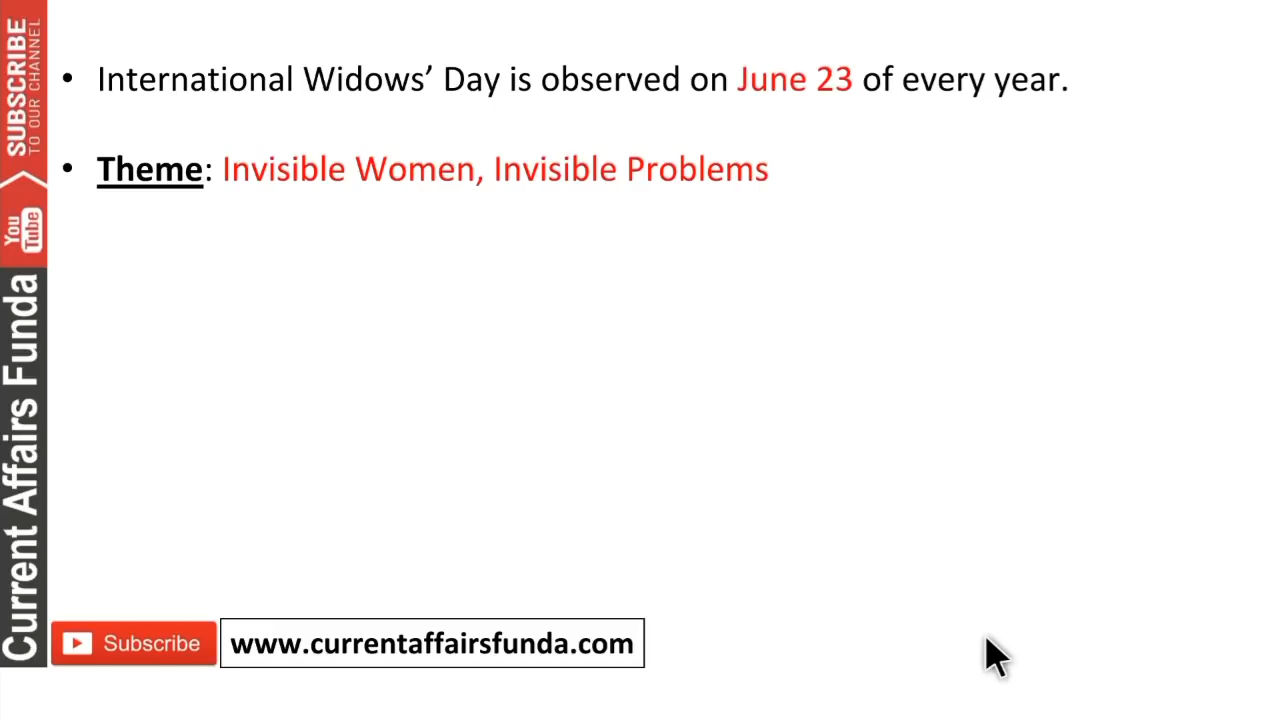 • International Widows’ Day is observed on June 23 of every year.
• Theme: Invisible Women, Invisible Problems
SUBSCRIBE
TO OUR CHANNEL
You
Tube
Current Affairs Funda
Subscribe
www.currentaffairsfunda.com